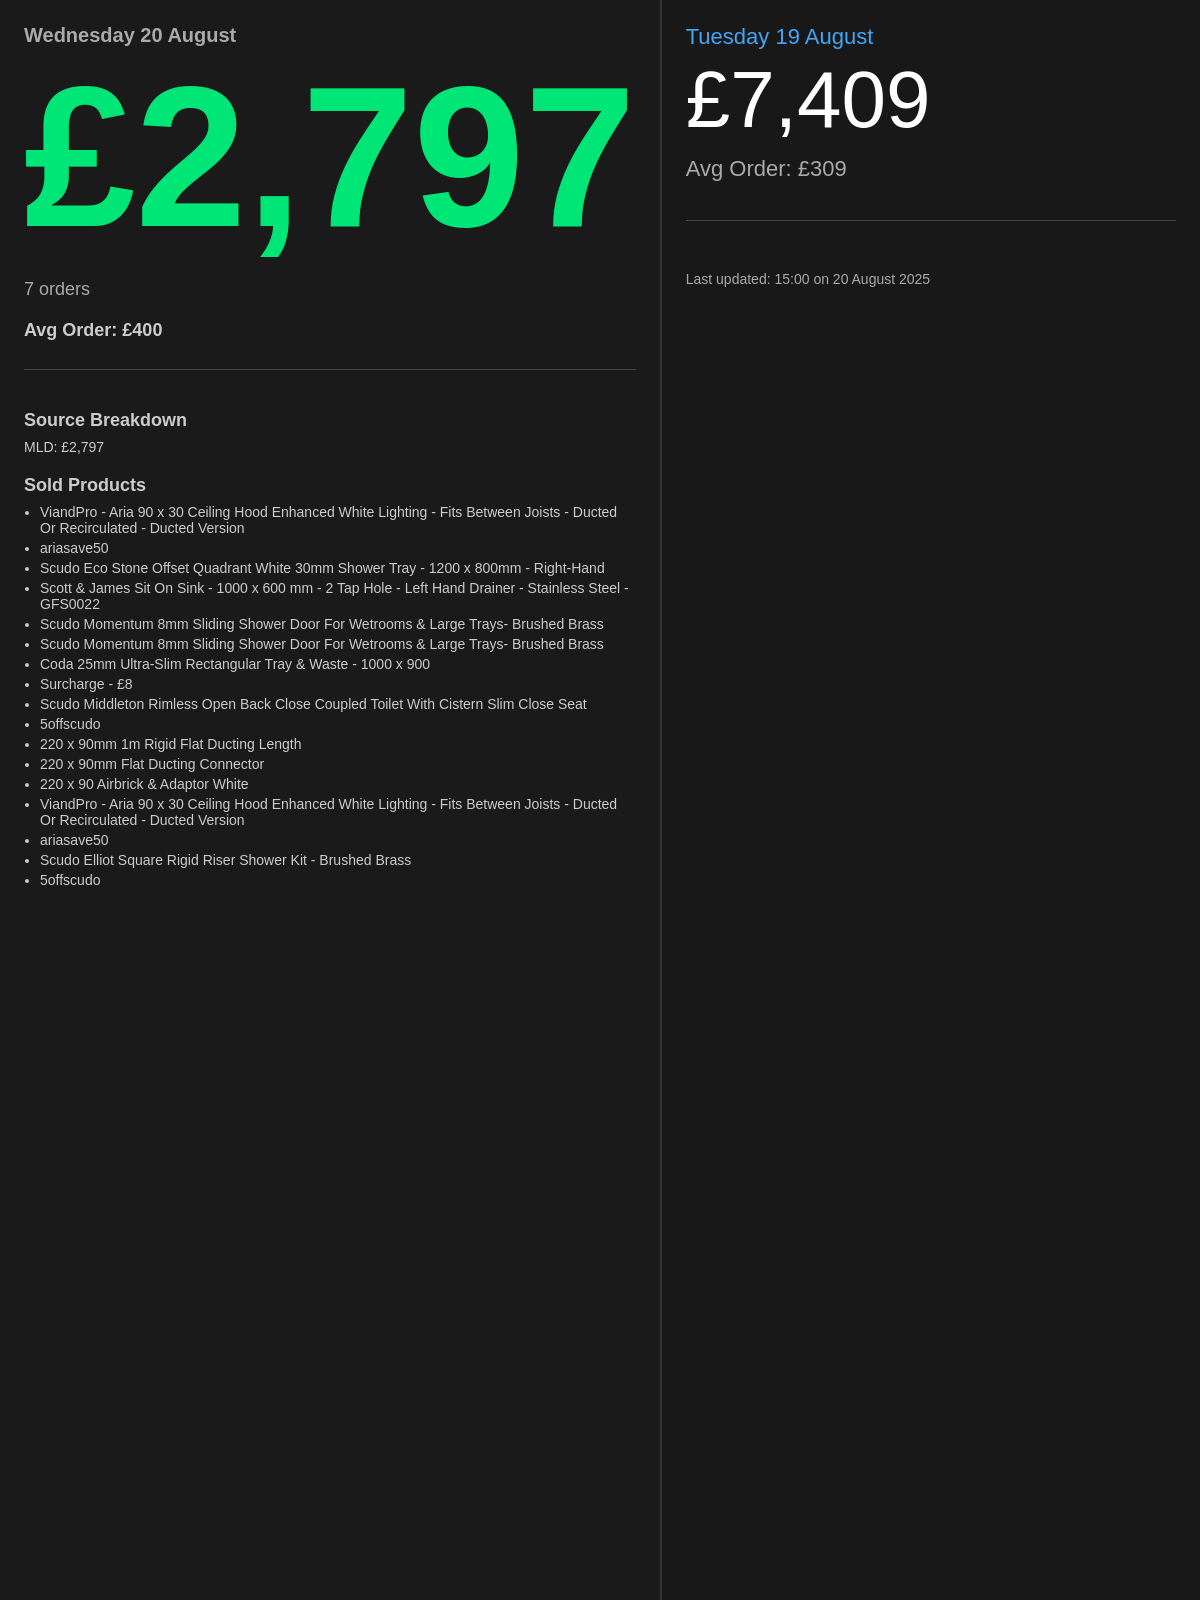 Wednesday 20 August
£2,797
7 orders
Avg Order: £400
Source Breakdown
MLD: £2,797
Sold Products
• ViandPro - Aria 90 x 30 Ceiling Hood Enhanced White Lighting - Fits Between Joists - Ducted
Or Recirculated - Ducted Version
• ariasave50
• Scudo Eco Stone Offset Quadrant White 30mm Shower Tray - 1200 x 800mm - Right-Hand
• Scott & James Sit On Sink - 1000 x 600 mm - 2 Tap Hole - Left Hand Drainer - Stainless Steel -
GFS0022
• Scudo Momentum 8mm Sliding Shower Door For Wetrooms & Large Trays- Brushed Brass
• Scudo Momentum 8mm Sliding Shower Door For Wetrooms & Large Trays- Brushed Brass
• Coda 25mm Ultra-Slim Rectangular Tray & Waste - 1000 x 900
• Surcharge - £8
• Scudo Middleton Rimless Open Back Close Coupled Toilet With Cistern Slim Close Seat
• 5offscudo
• 220 x 90mm 1m Rigid Flat Ducting Length
• 220 x 90mm Flat Ducting Connector
• 220 x 90 Airbrick & Adaptor White
• ViandPro - Aria 90 x 30 Ceiling Hood Enhanced White Lighting - Fits Between Joists - Ducted
Or Recirculated - Ducted Version
• ariasave50
• Scudo Elliot Square Rigid Riser Shower Kit - Brushed Brass
• 5offscudo
Tuesday 19 August
£7,409
Avg Order: £309
Last updated: 15:00 on 20 August 2025